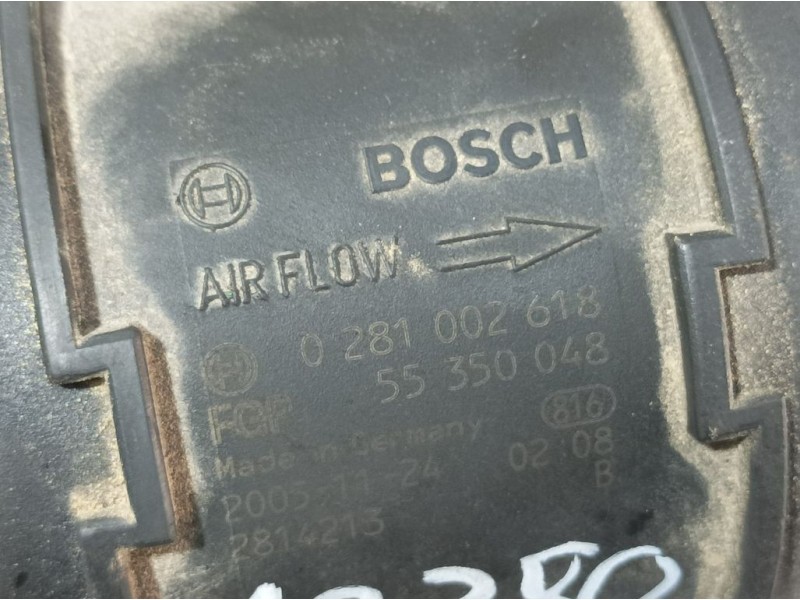 BOSCH
AIR FLOW
0 281 002 618
55 350 048
FGP
816
Made in Germany
02 08
2005-11-24
B
2814213